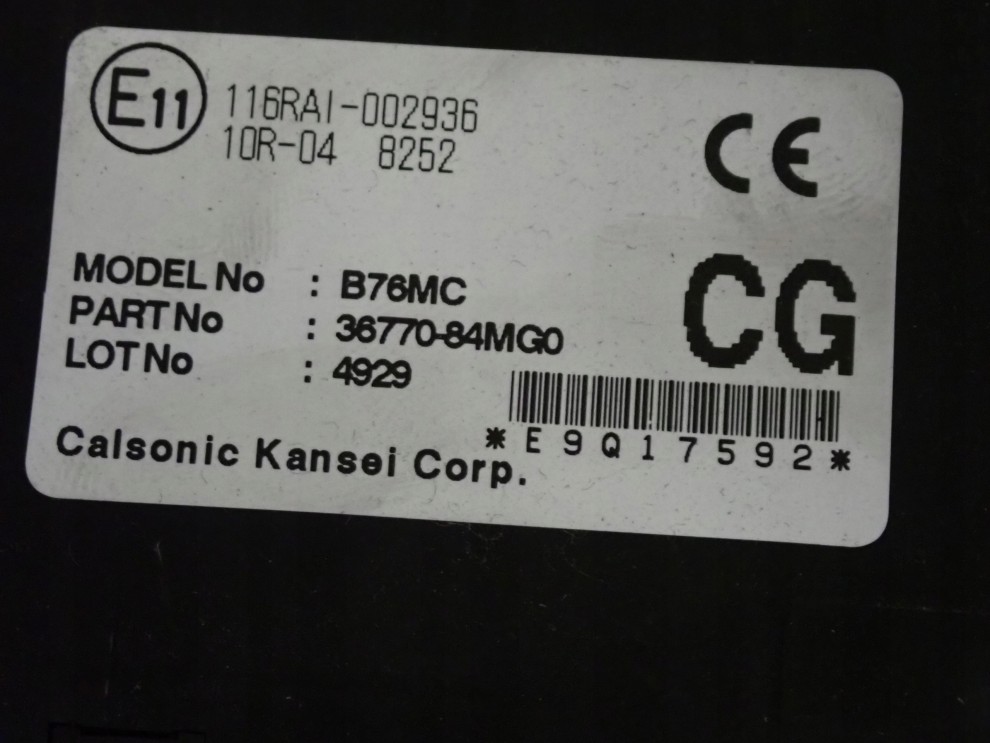 E11
116RAI-002936
10R-04 8252
CE
MODEL No : B76MC
PART No : 36770-84MG0
LOT No : 4929
CG
*E9Q17592*
Calsonic Kansei Corp.